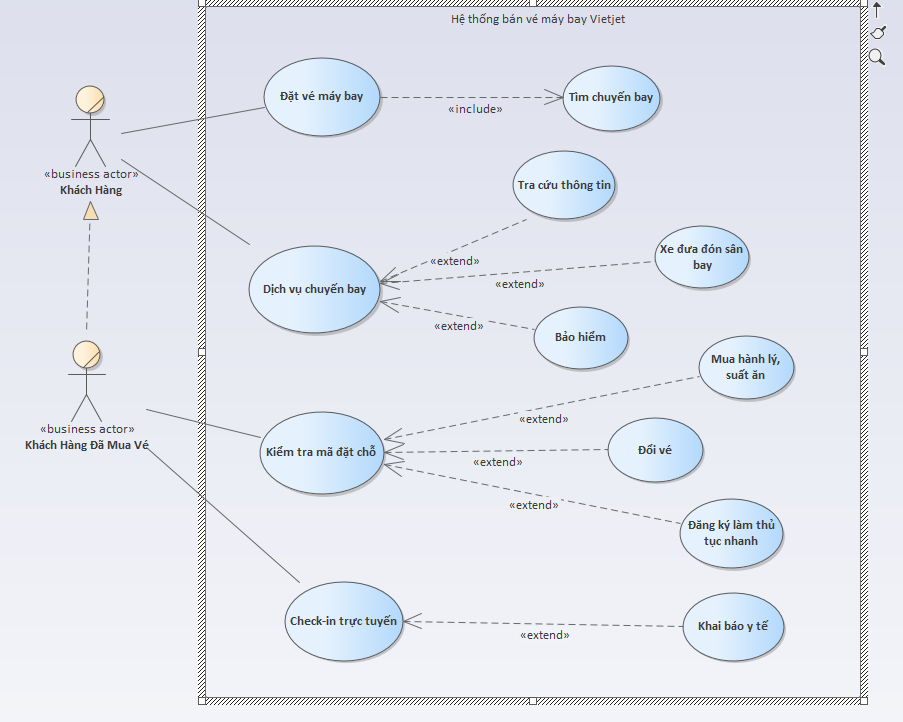 Hệ thống bán vé máy bay Vietjet
Đặt vé máy bay
«include»
Tìm chuyến bay
«business actor»
Khách Hàng
Tra cứu thông tin
«extend»
Xe đưa đón sân
bay
«extend»
Dịch vụ chuyến bay
«extend»
Bảo hiểm
Mua hành lý,
suất ăn
«extend»
«business actor»
Khách Hàng Đã Mua Vé
Kiểm tra mã đặt chỗ
«extend»
Đổi vé
«extend»
Đăng ký làm thủ
tục nhanh
Check-in trực tuyến
«extend»
Khai báo y tế